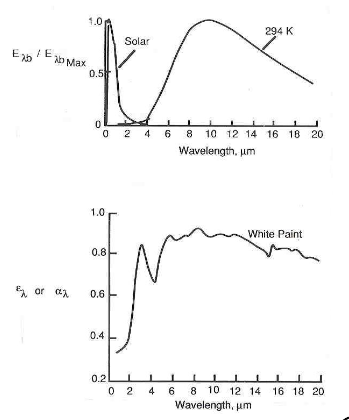 1.0
Solar
294 K
E λb / E λb Max
0.5
0
0 2 4 6 8 10 12 14 16 18 20
Wavelength, μm
1.0
White Paint
0.8
ελ or αλ
0.6
0.4
0.2
0 2 4 6 8 10 12 14 16 18 20
Wavelength, μm